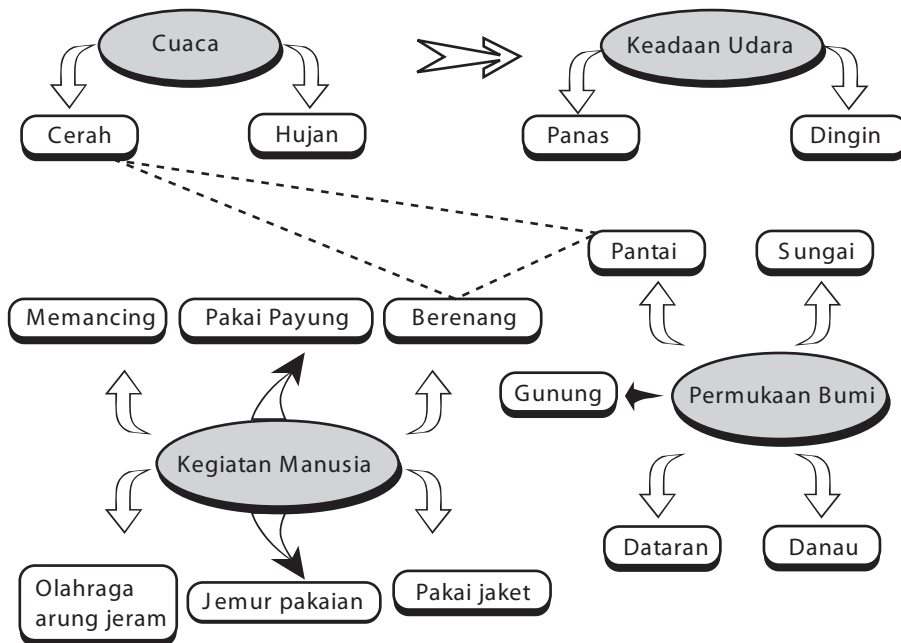 Cuaca
Keadaan Udara
Cerah
Hujan
Panas
Dingin
Pantai
Sungai
Memancing
Pakai Payung
Berenang
Gunung
Permukaan Bumi
Kegiatan Manusia
Dataran
Danau
Olahraga
arung jeram
Jemur pakaian
Pakai jaket